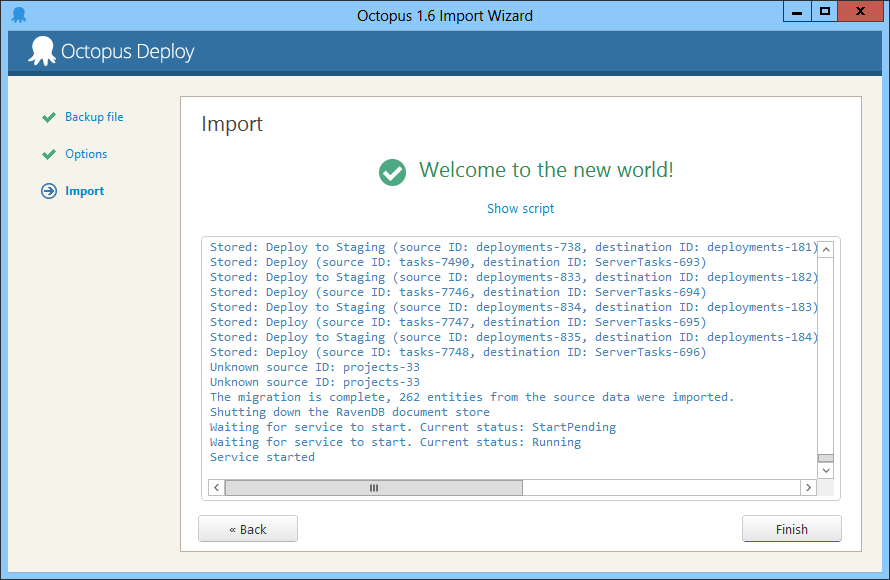 Octopus 1.6 Import Wizard
Octopus Deploy
Backup file
Options
Import
Import
Welcome to the new world!
Show script
Stored: Deploy to Staging (source ID: deployments-738, destination ID: deployments-181)
Stored: Deploy (source ID: tasks-7490, destination ID: ServerTasks-693)
Stored: Deploy to Staging (source ID: deployments-833, destination ID: deployments-182)
Stored: Deploy (source ID: tasks-7746, destination ID: ServerTasks-694)
Stored: Deploy to Staging (source ID: deployments-834, destination ID: deployments-183)
Stored: Deploy (source ID: tasks-7747, destination ID: ServerTasks-695)
Stored: Deploy to Staging (source ID: deployments-835, destination ID: deployments-184)
Stored: Deploy (source ID: tasks-7748, destination ID: ServerTasks-696)
Unknown source ID: projects-33
Unknown source ID: projects-33
The migration is complete, 262 entities from the source data were imported.
Shutting down the RavenDB document store
Waiting for service to start. Current status: StartPending
Waiting for service to start. Current status: Running
Service started
« Back
Finish